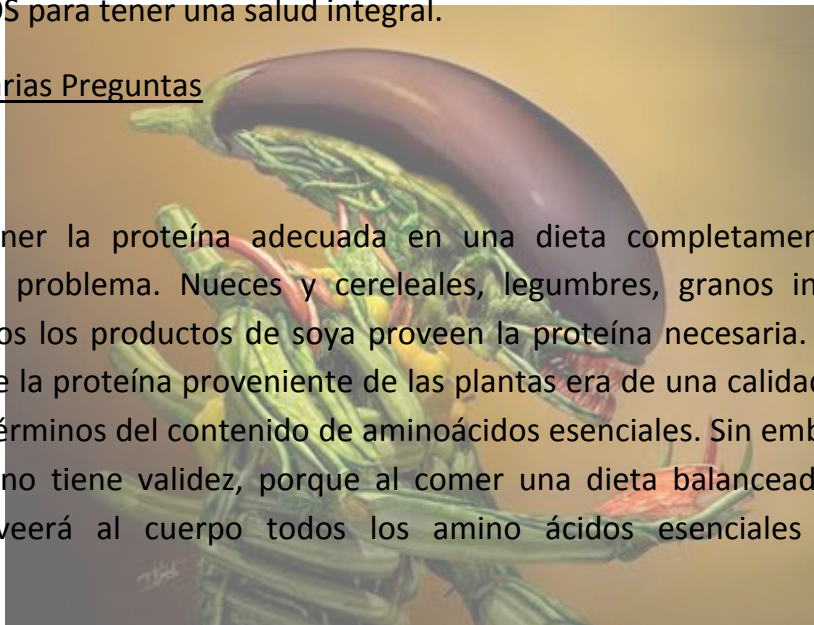 OS para tener una salud integral.
rias Preguntas
ner la proteína adecuada en una dieta completamen
problema. Nueces y cereleales, legumbres, granos in
os los productos de soya proveen la proteína necesaria.
e la proteína proveniente de las plantas era de una calidad
érminos del contenido de aminoácidos esenciales. Sin emb
no tiene validez, porque al comer una dieta balancead
veerá al cuerpo todos los amino ácidos esenciales